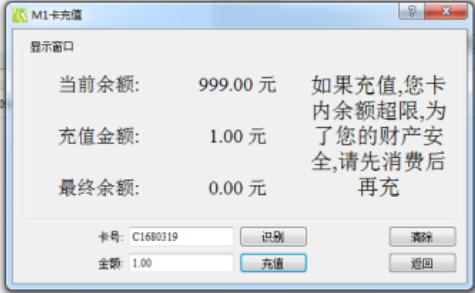 M1卡充值
显示窗口
当前余额: 999.00 元
充值金额: 1.00 元
最终余额: 0.00 元
如果充值,您卡
内余额超限,为
了您的财产安
全,请先消费后
再充
卡号: C1680319 识别 清除
金额: 1.00 充值 返回